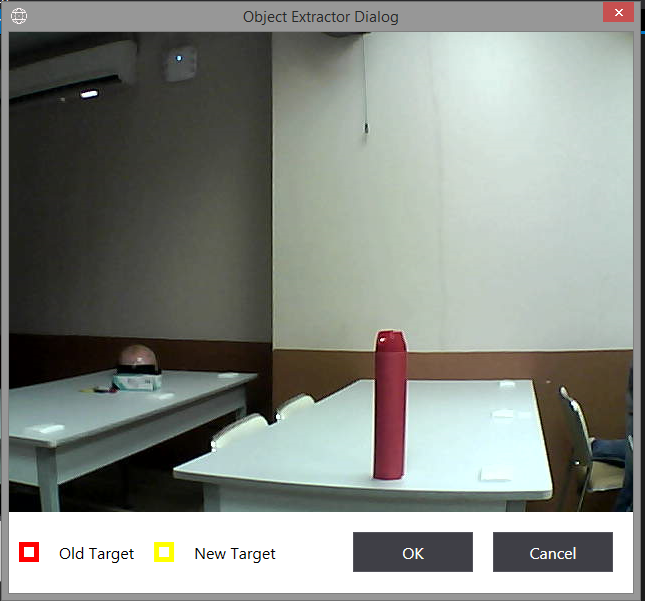 Object Extractor Dialog
Old Target
New Target
OK
Cancel